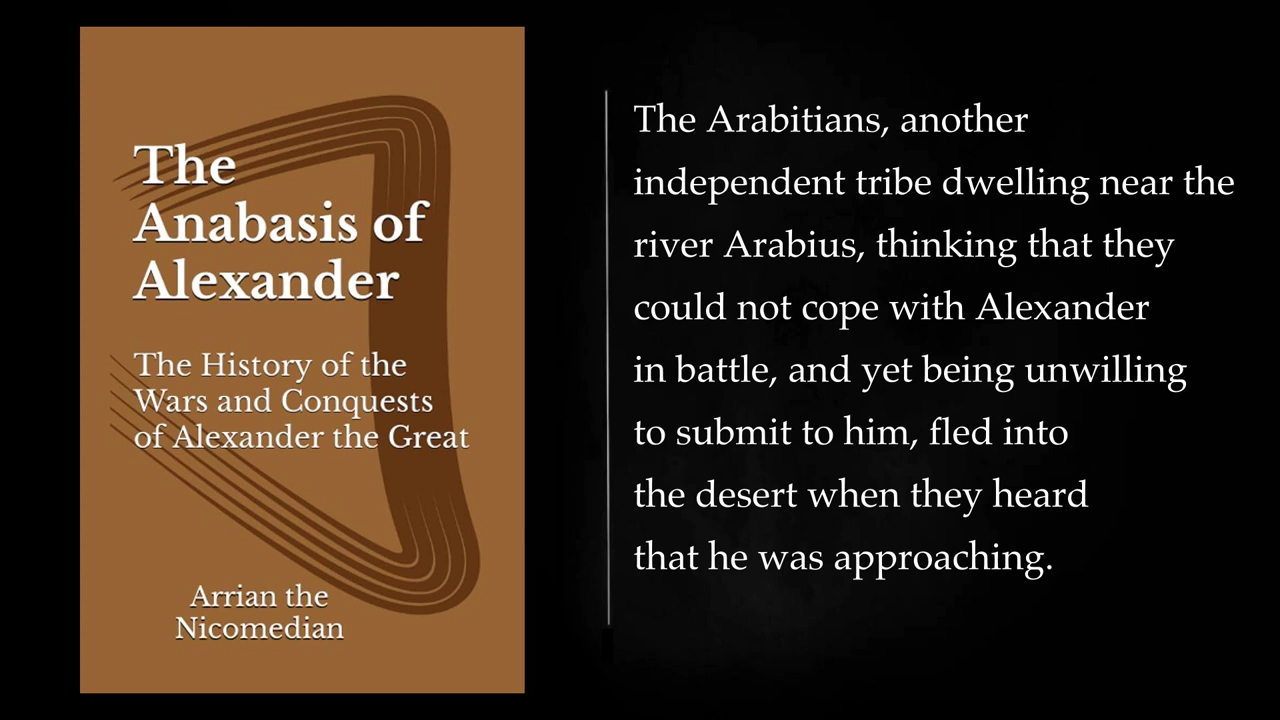 The
Anabasis of
Alexander
The History of the
Wars and Conquests
of Alexander the Great
Arrian the
Nicomedian
The Arabitians, another
independent tribe dwelling near the
river Arabius, thinking that they
could not cope with Alexander
in battle, and yet being unwilling
to submit to him, fled into
the desert when they heard
that he was approaching.